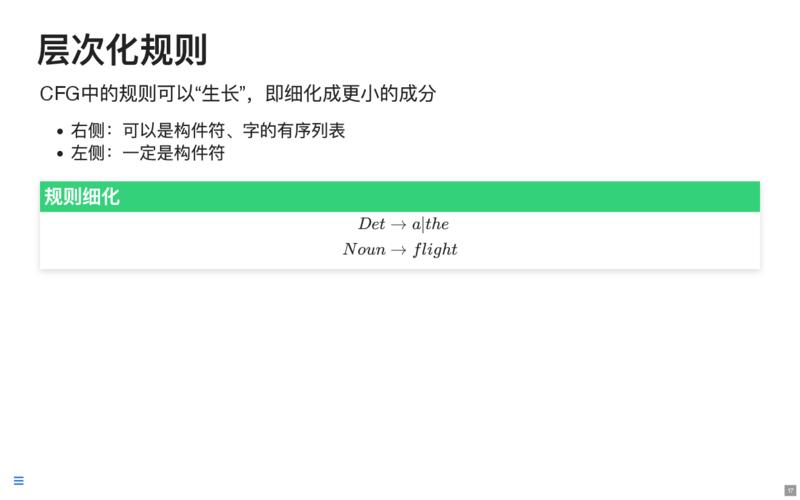 层次化规则
CFG中的规则可以“生长”，即细化成更小的成分
• 右侧：可以是构件符、字的有序列表
• 左侧：一定是构件符
规则细化
Det → a|the
Noun → flight
17